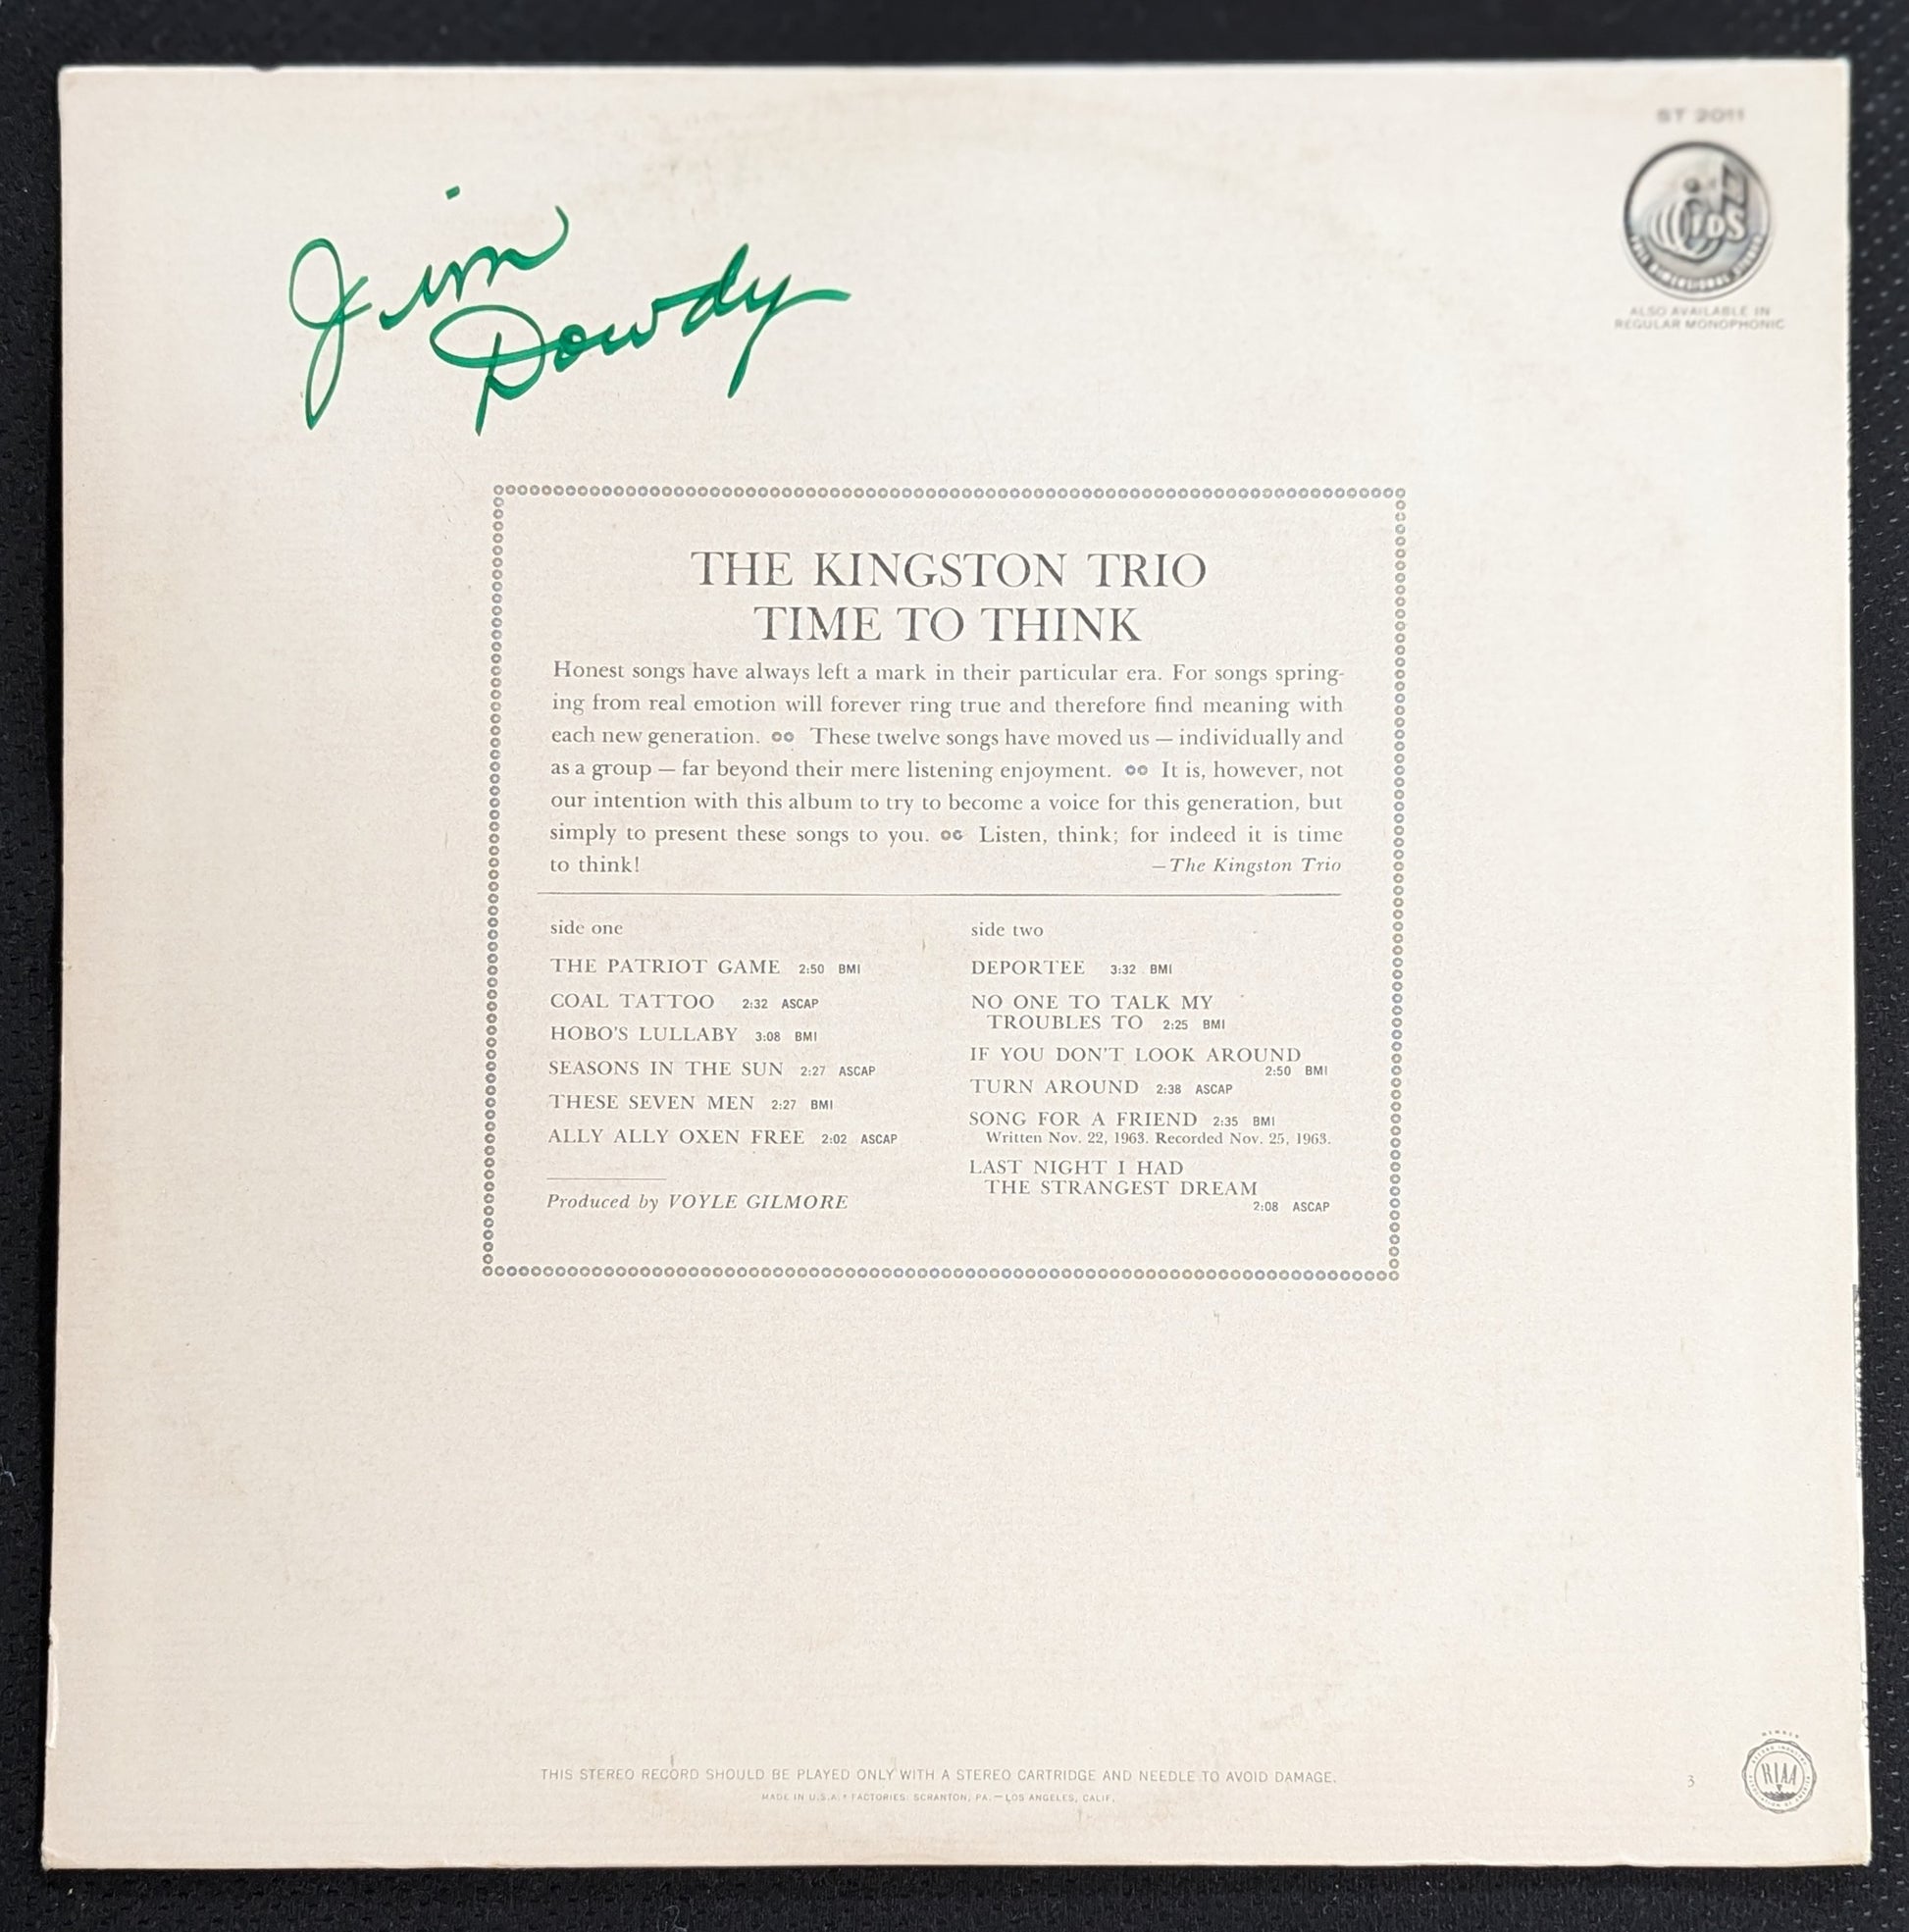 ST 2011
ALSO AVAILABLE IN
REGULAR MONOPHONIC
Jim
Dowdy
THE KINGSTON TRIO
TIME TO THINK
Honest songs have always left a mark in their particular era. For songs spring-
ing from real emotion will forever ring true and therefore find meaning with
each new generation. These twelve songs have moved us — individually and
as a group — far beyond their mere listening enjoyment. It is, however, not
our intention with this album to try to become a voice for this generation, but
simply to present these songs to you. Listen, think; for indeed it is time
to think! —The Kingston Trio
side one
THE PATRIOT GAME 2:50 BMI
COAL TATTOO 2:32 ASCAP
HOBO'S LULLABY 3:08 BMI
SEASONS IN THE SUN 2:27 ASCAP
THESE SEVEN MEN 2:27 BMI
ALLY ALLY OXEN FREE 2:02 ASCAP
Produced by VOYLE GILMORE
side two
DEPORTEE 3:32 BMI
NO ONE TO TALK MY
TROUBLES TO 2:25 BMI
IF YOU DON'T LOOK AROUND
2:50 BMI
TURN AROUND 2:38 ASCAP
SONG FOR A FRIEND 2:35 BMI
Written Nov. 22, 1963. Recorded Nov. 25, 1963.
LAST NIGHT I HAD
THE STRANGEST DREAM
2:08 ASCAP
THIS STEREO RECORD SHOULD BE PLAYED ONLY WITH A STEREO CARTRIDGE AND NEEDLE TO AVOID DAMAGE.
MADE IN U.S.A. • FACTORIES: SCRANTON, PA. — LOS ANGELES, CALIF.
3
MEMBER
RIAA